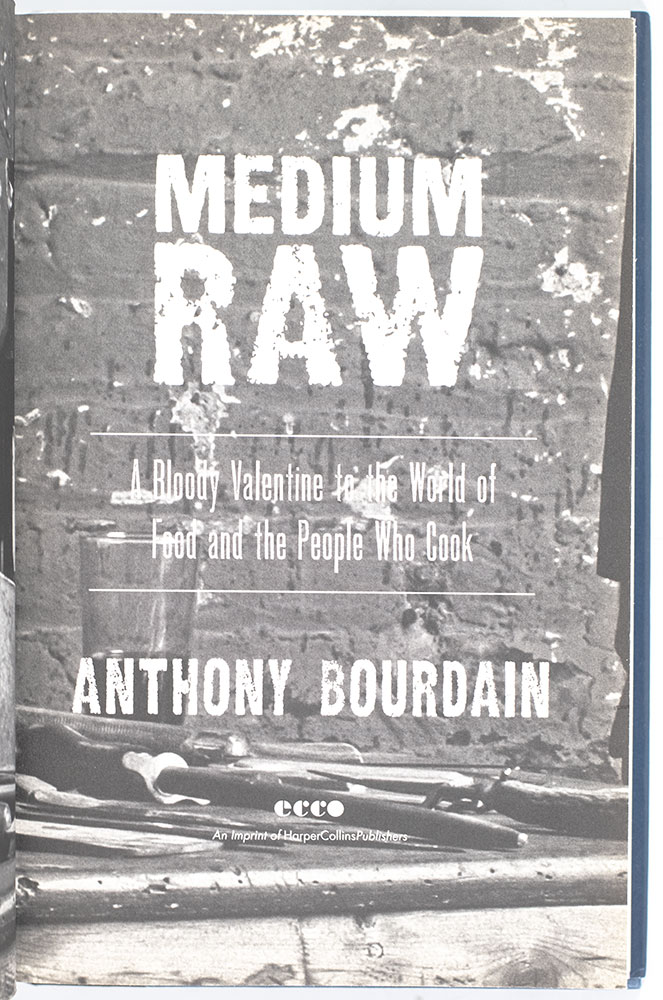 MEDIUM
RAW
A Bloody Valentine to the World of
Food and the People Who Cook
ANTHONY BOURDAIN
ecco
An Imprint of HarperCollinsPublishers